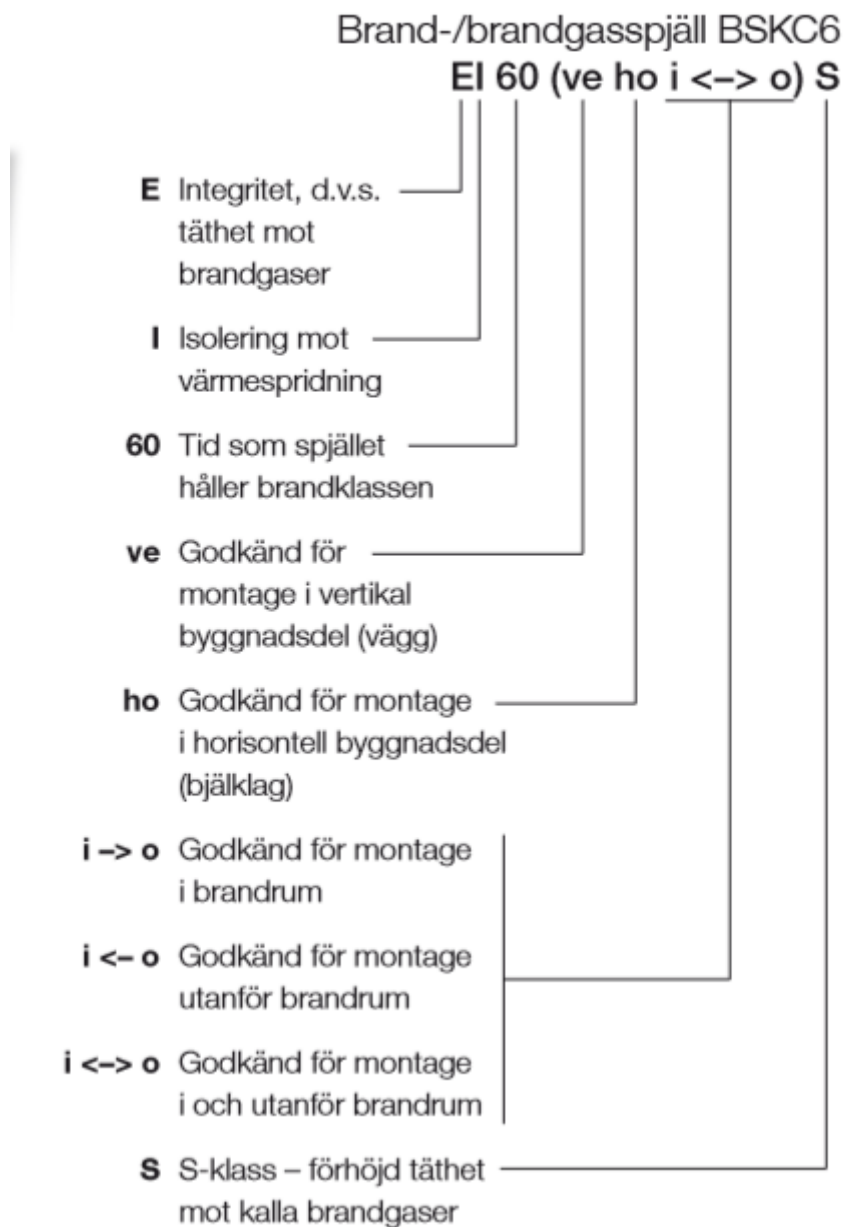 Brand-/brandgasspjäll BSKC6
EI 60 (ve ho i <–> o) S
E Integritet, d.v.s.
täthet mot
brandgaser
I Isolering mot
värmespridning
60 Tid som spjället
håller brandklassen
ve Godkänd för
montage i vertikal
byggnadsdel (vägg)
ho Godkänd för montage
i horisontell byggnadsdel
(bjälklag)
i –> o Godkänd för montage
i brandrum
i <– o Godkänd för montage
utanför brandrum
i <–> o Godkänd för montage
i och utanför brandrum
S S-klass – förhöjd täthet
mot kalla brandgaser